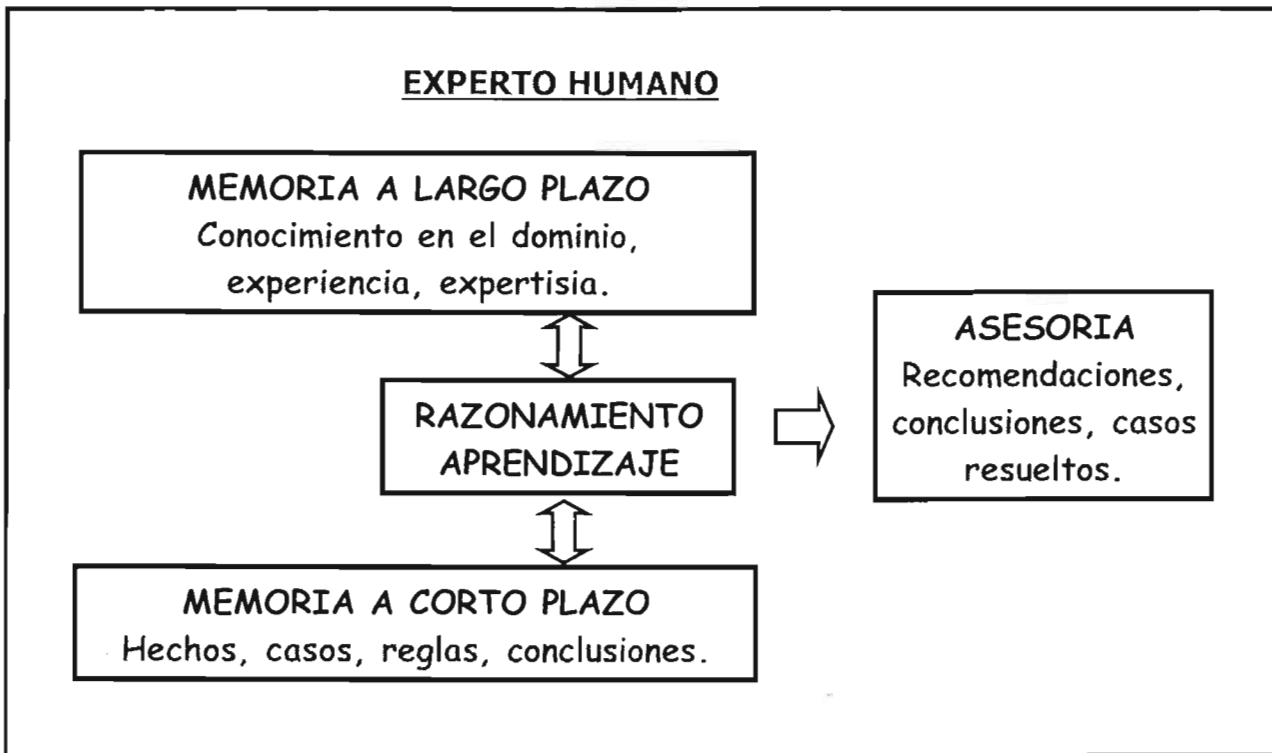 EXPERTO HUMANO
MEMORIA A LARGO PLAZO
Conocimiento en el dominio,
experiencia, expertisia.
RAZONAMIENTO
APRENDIZAJE
ASESORIA
Recomendaciones,
conclusiones, casos
resueltos.
MEMORIA A CORTO PLAZO
Hechos, casos, reglas, conclusiones.